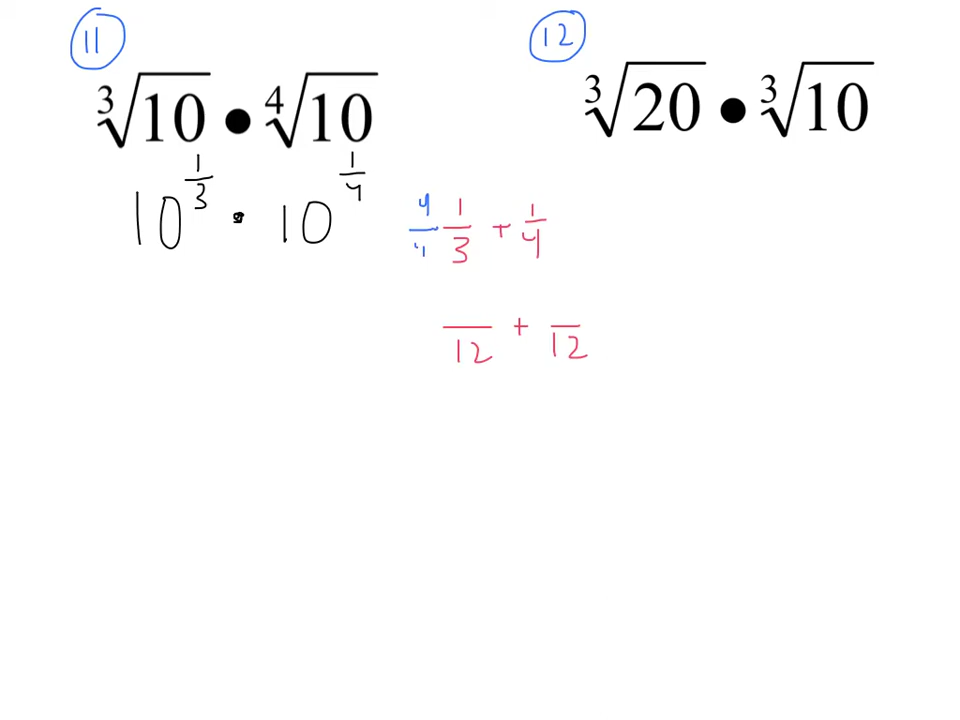 11
∛10 • ∜10
10^(1/3) · 10^(1/4)
4/4 1/3 + 1/4
/12 + /12
12
∛20 • ∛10